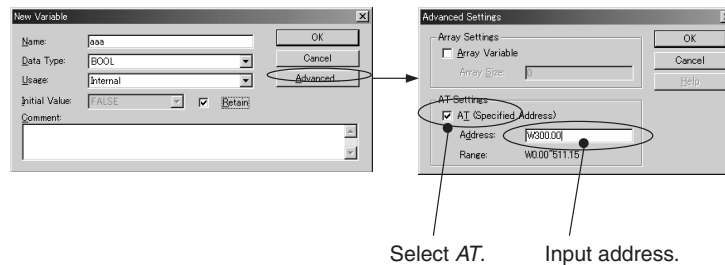 New Variable
Name: aaa
OK
Data Type: BOOL
Cancel
Usage: Internal
Advanced...
Initial Value: FALSE
Retain
Comment:
Advanced Settings
Array Settings
Array Variable
Array Size: 0
OK
Cancel
Help
AT Settings
AT (Specified Address)
Address: W300.00
Range: W0.00~511.15
Select AT.
Input address.